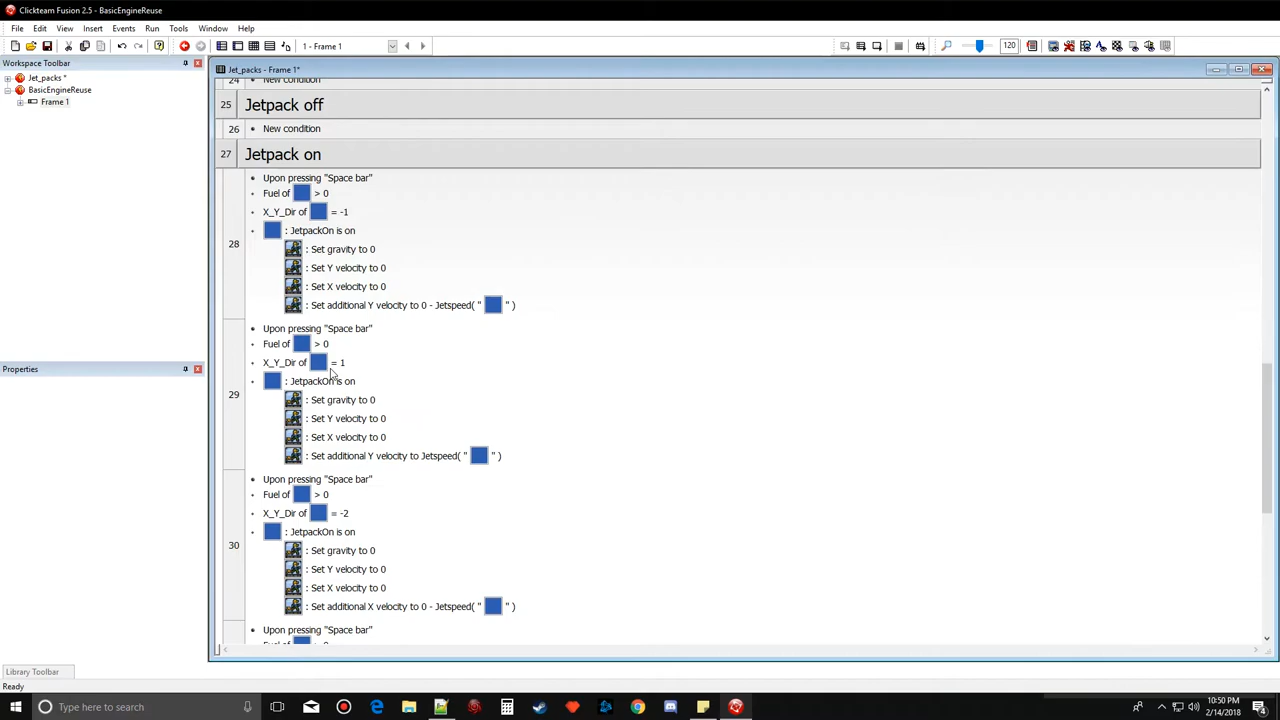 Clickteam Fusion 2.5 - BasicEngineReuse
File Edit View Insert Events Run Tools Window Help
1 - Frame 1
120
Workspace Toolbar
Jet_packs *
BasicEngineReuse
Frame 1
Properties
Library Toolbar
Ready
Jet_packs - Frame 1*
24 New condition
25 Jetpack off
26 New condition
27 Jetpack on
28
Upon pressing "Space bar"
Fuel of > 0
X_Y_Dir of = -1
: JetpackOn is on
: Set gravity to 0
: Set Y velocity to 0
: Set X velocity to 0
: Set additional Y velocity to 0 - Jetspeed( " " )
29
Upon pressing "Space bar"
Fuel of > 0
X_Y_Dir of = 1
: JetpackOn is on
: Set gravity to 0
: Set Y velocity to 0
: Set X velocity to 0
: Set additional Y velocity to Jetspeed( " " )
30
Upon pressing "Space bar"
Fuel of > 0
X_Y_Dir of = -2
: JetpackOn is on
: Set gravity to 0
: Set Y velocity to 0
: Set X velocity to 0
: Set additional X velocity to 0 - Jetspeed( " " )
Upon pressing "Space bar"
Type here to search
10:50 PM
2/14/2018
4